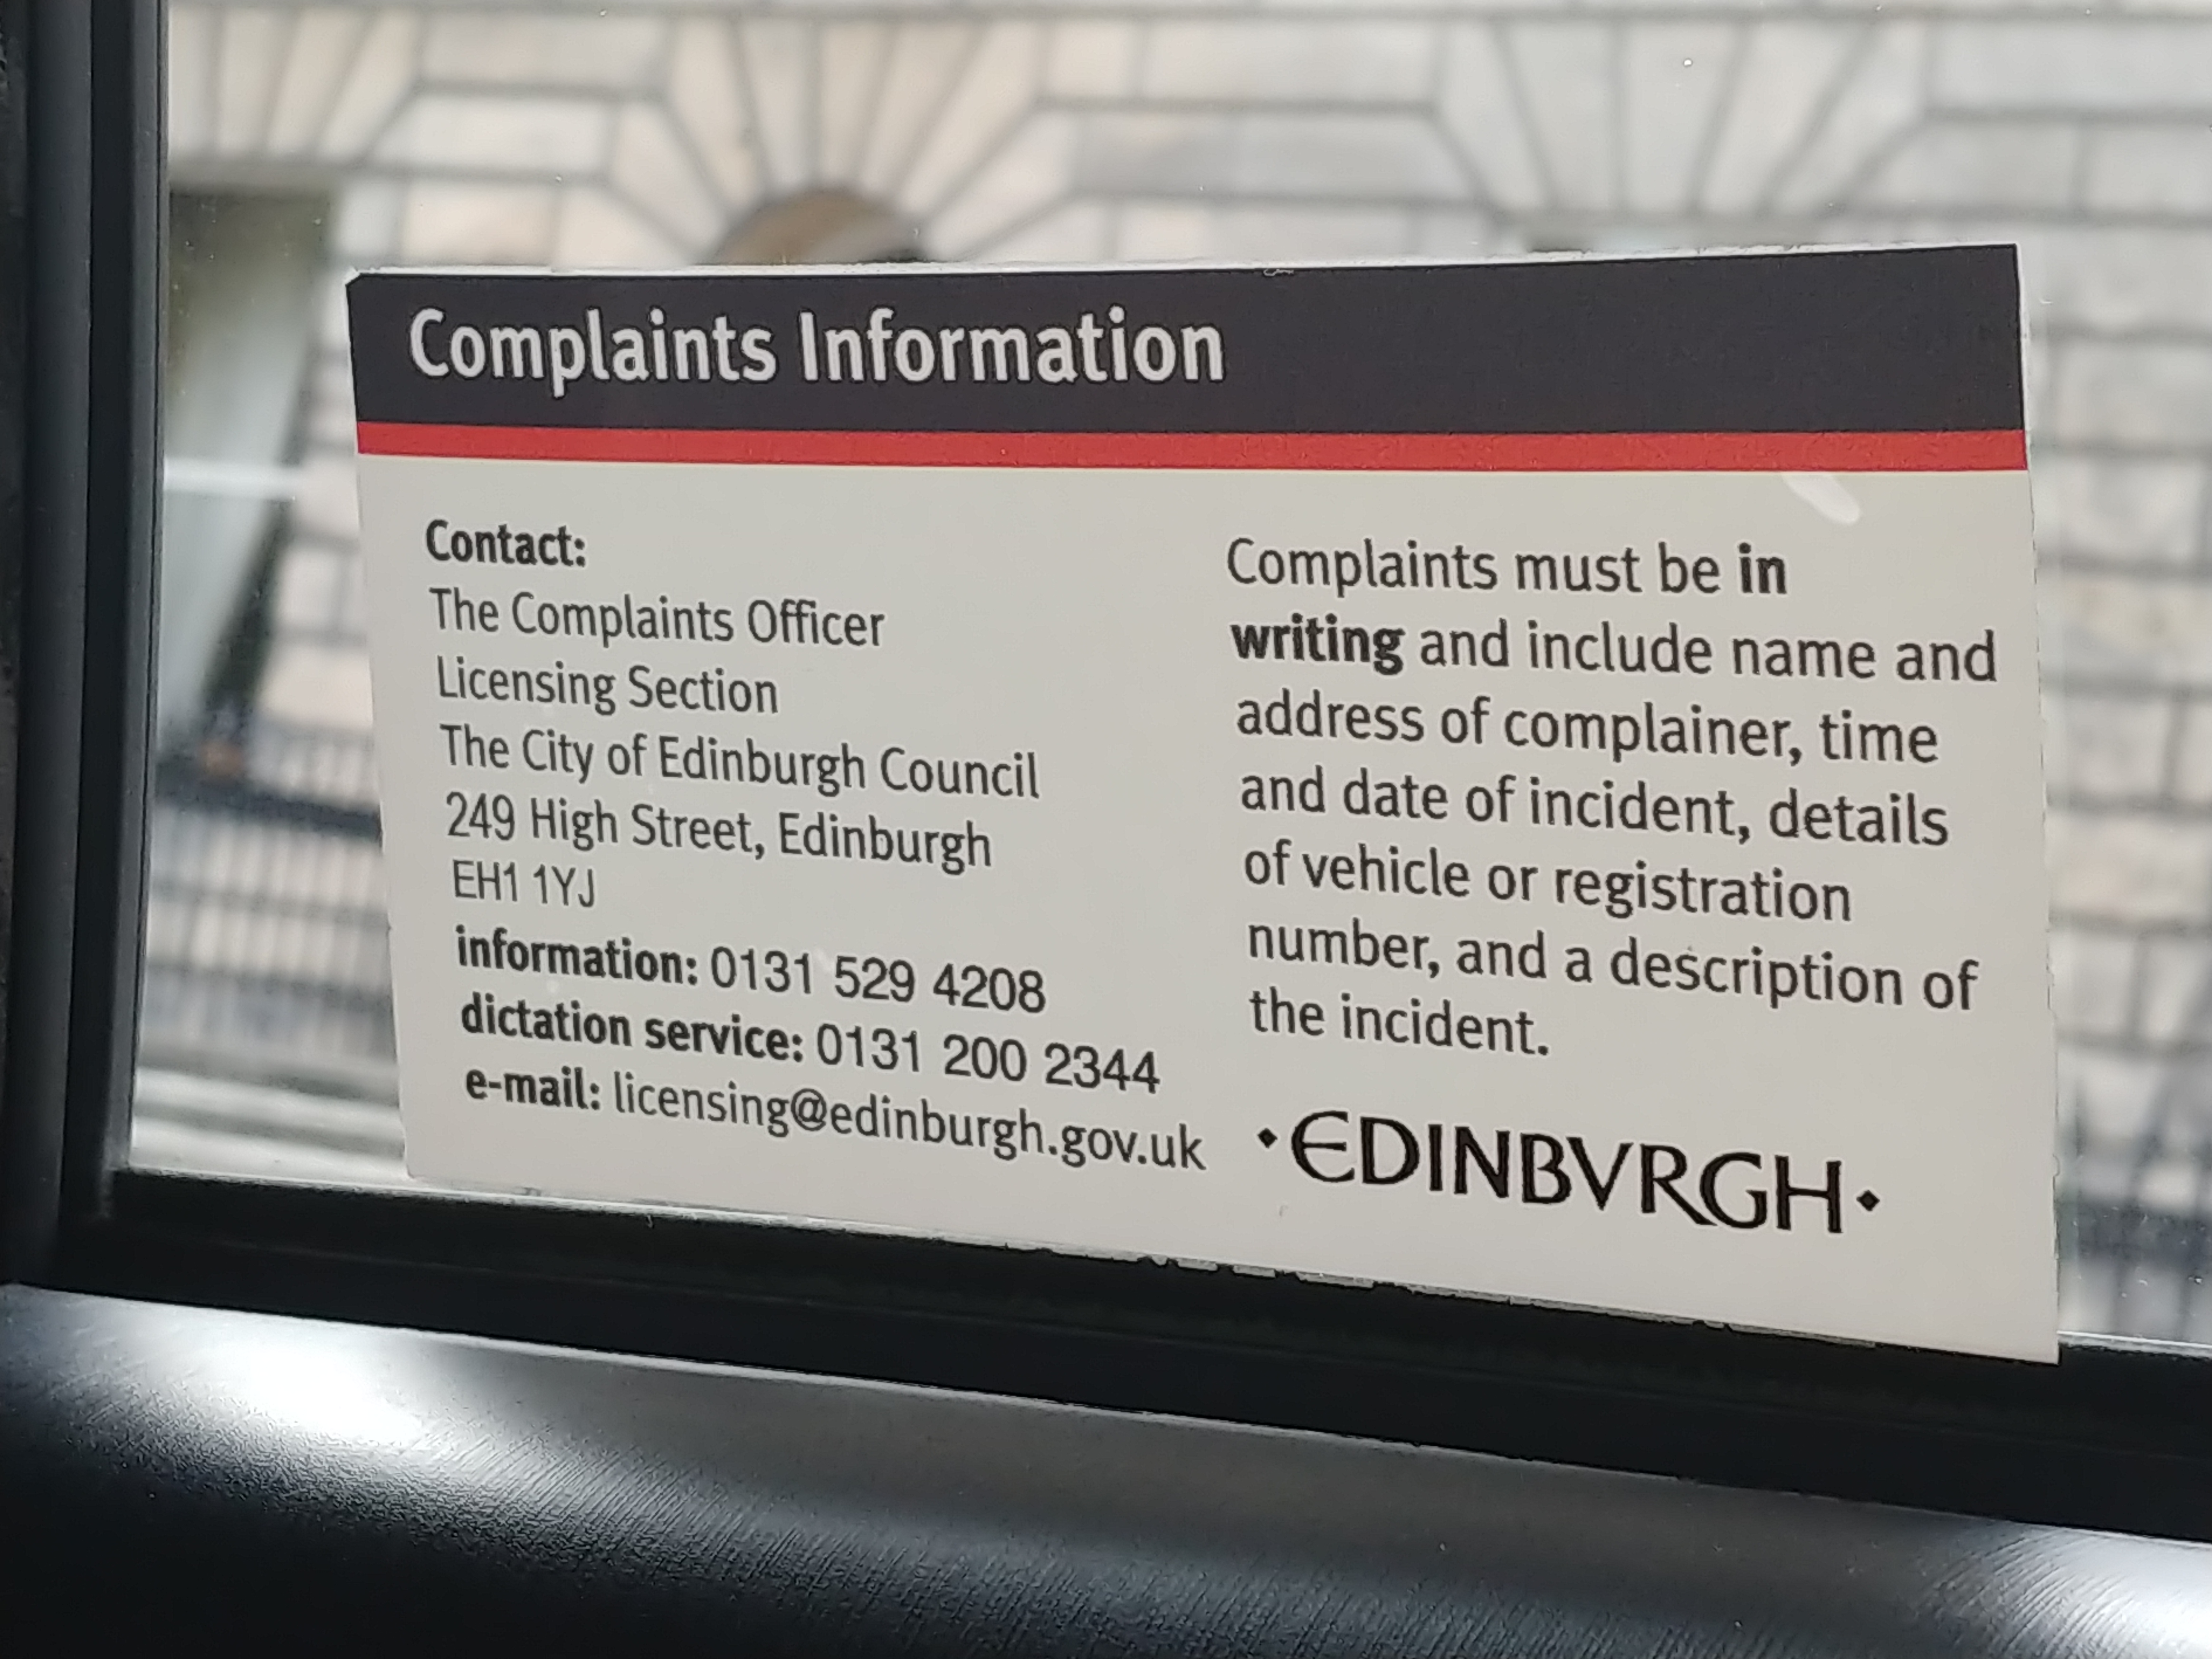 Complaints Information
Contact:
The Complaints Officer
Licensing Section
The City of Edinburgh Council
249 High Street, Edinburgh
EH1 1YJ
information: 0131 529 4208
dictation service: 0131 200 2344
e-mail: licensing@edinburgh.gov.uk
Complaints must be in
writing and include name and
address of complainer, time
and date of incident, details
of vehicle or registration
number, and a description of
the incident.
·EDINBVRGH·